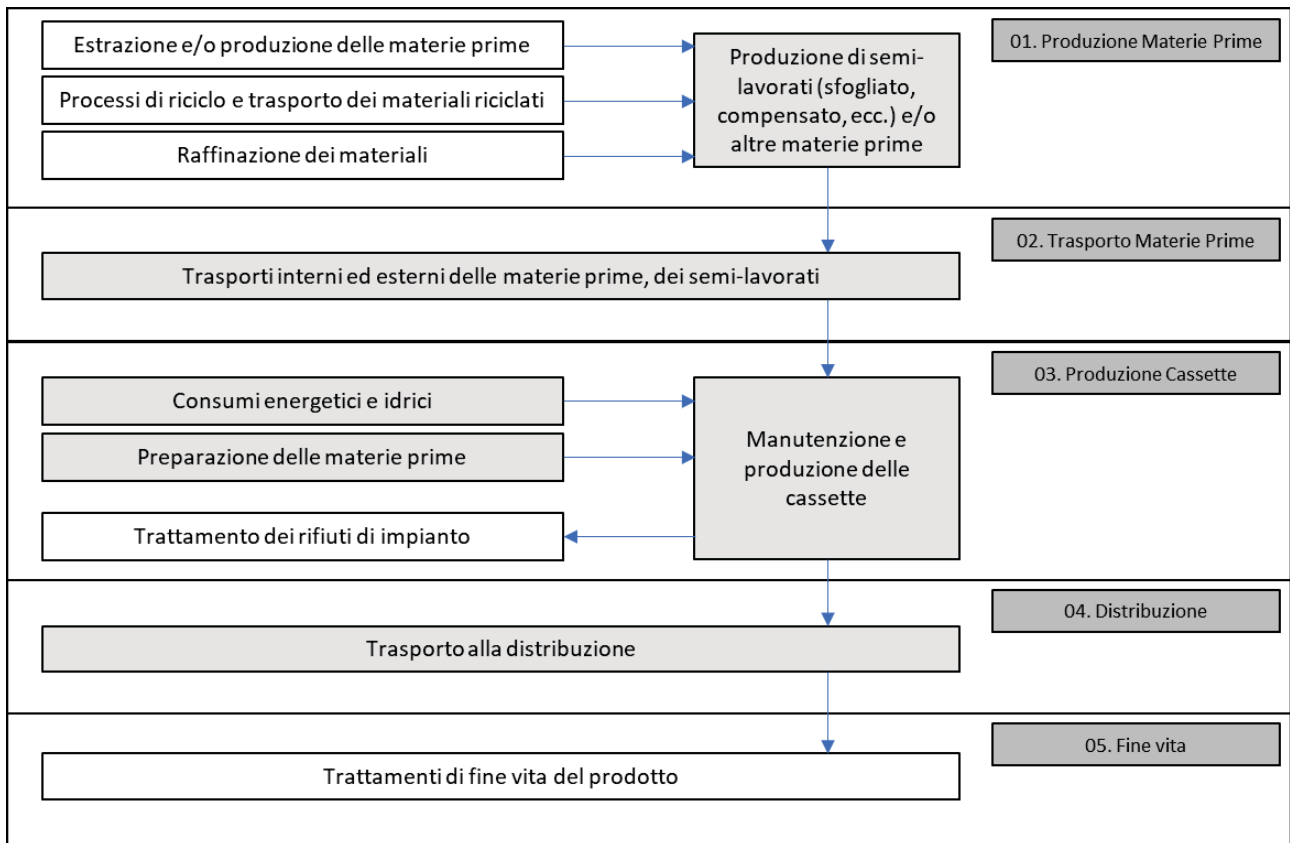 Estrazione e/o produzione delle materie prime
Processi di riciclo e trasporto dei materiali riciclati
Raffinazione dei materiali
Produzione di semi-
lavorati (sfogliato,
compensato, ecc.) e/o
altre materie prime
01. Produzione Materie Prime
02. Trasporto Materie Prime
Trasporti interni ed esterni delle materie prime, dei semi-lavorati
03. Produzione Cassette
Consumi energetici e idrici
Preparazione delle materie prime
Trattamento dei rifiuti di impianto
Manutenzione e
produzione delle
cassette
04. Distribuzione
Trasporto alla distribuzione
05. Fine vita
Trattamenti di fine vita del prodotto